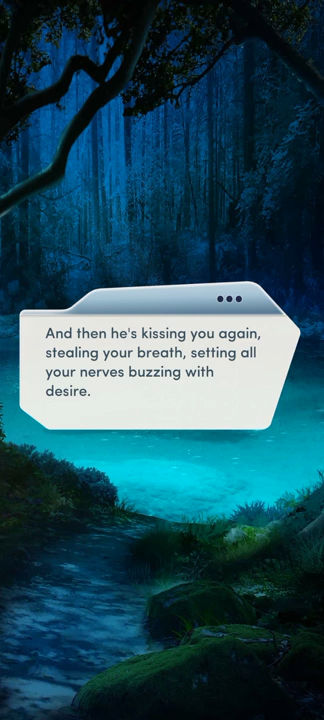 And then he's kissing you again,
stealing your breath, setting all
your nerves buzzing with
desire.